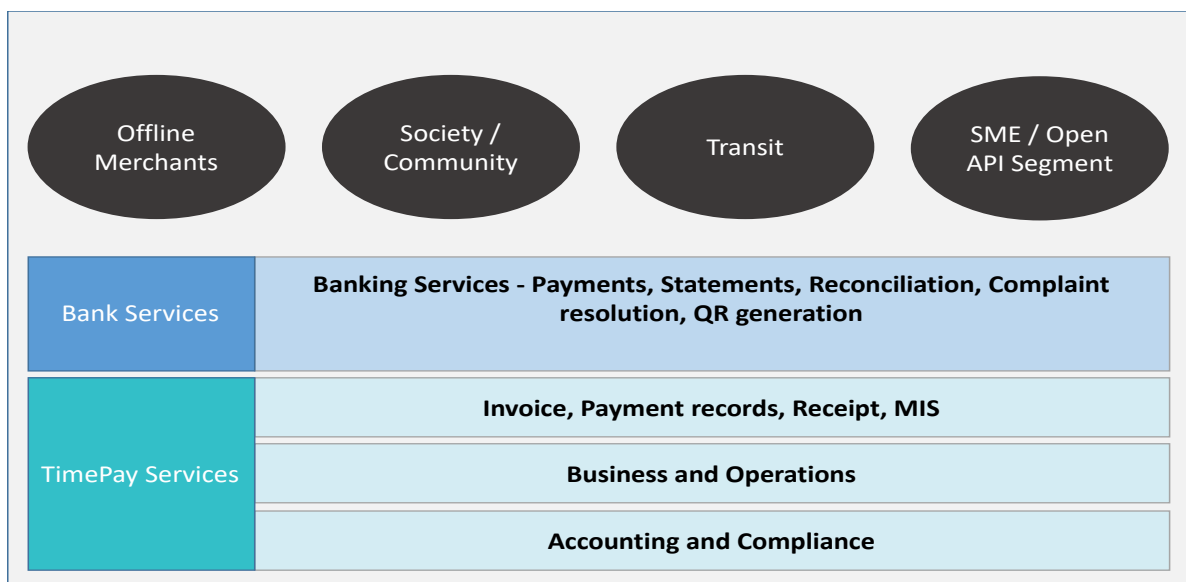 Offline
Merchants
Society /
Community
Transit
SME / Open
API Segment
Bank Services
Banking Services - Payments, Statements, Reconciliation, Complaint
resolution, QR generation
TimePay Services
Invoice, Payment records, Receipt, MIS
Business and Operations
Accounting and Compliance